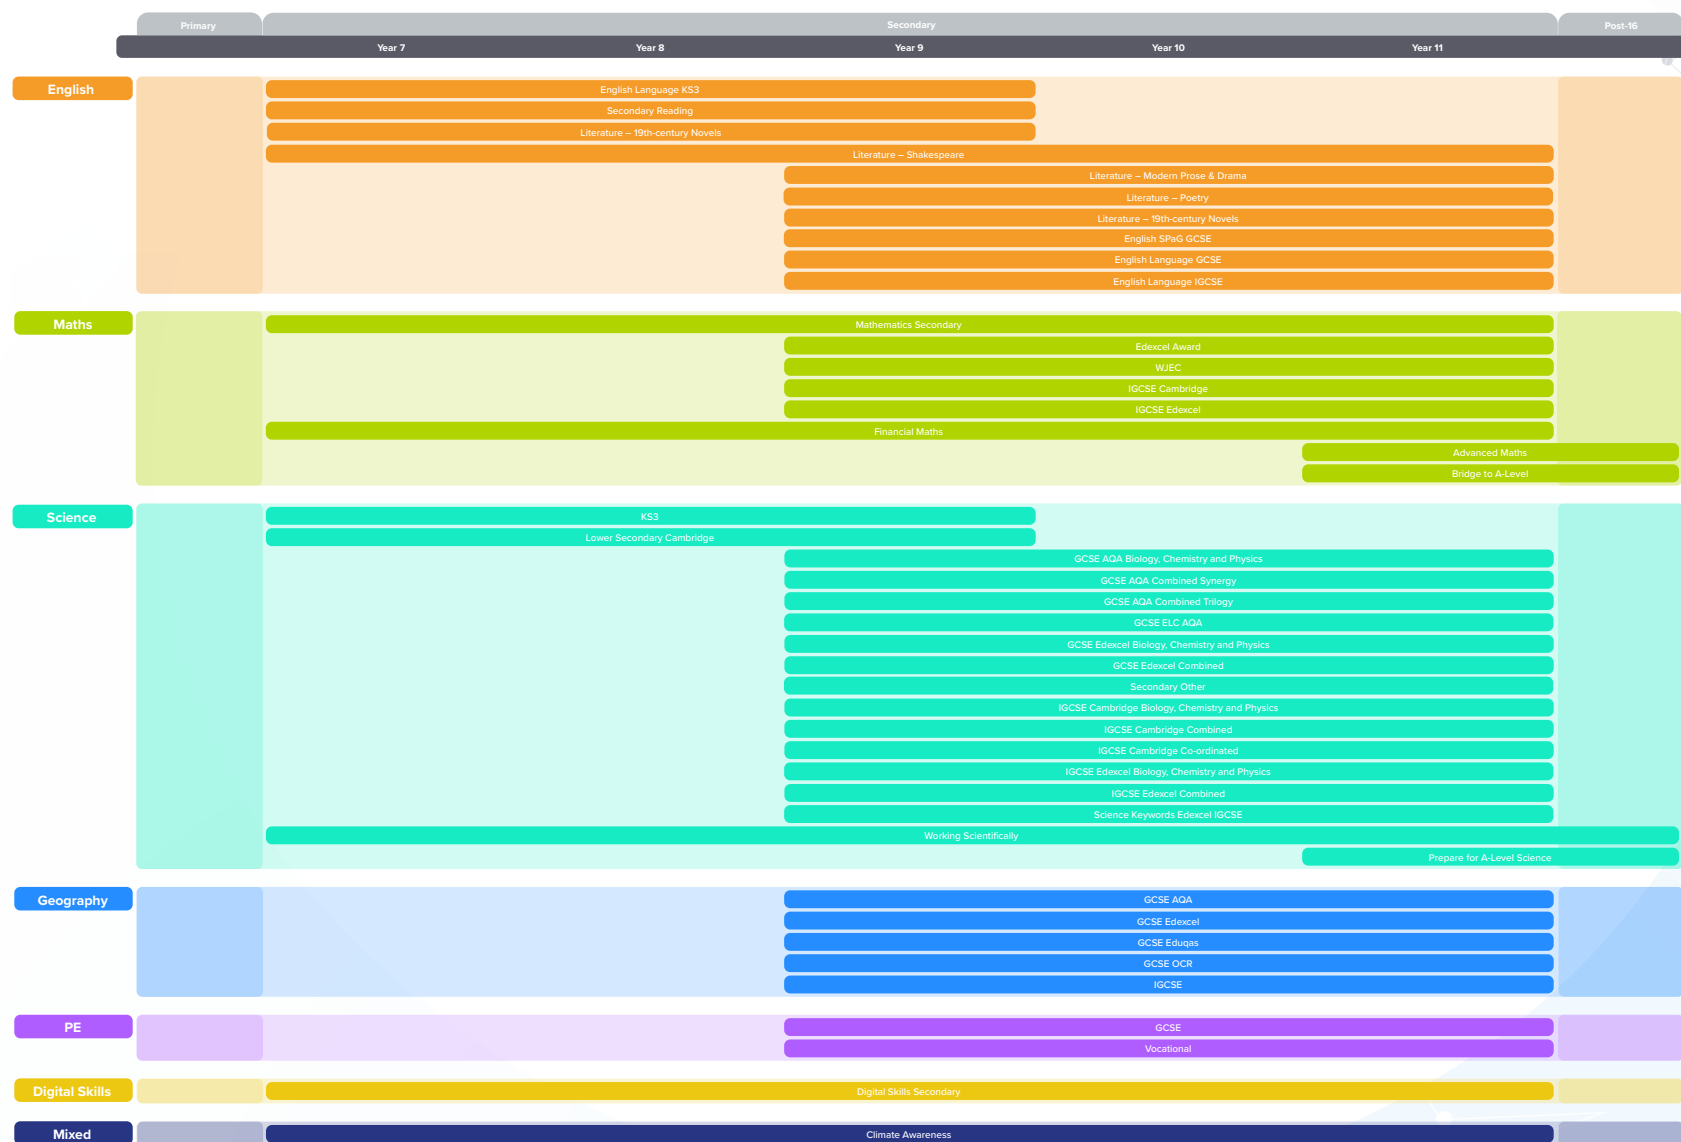 Primary
Secondary
Post-16
Year 7
Year 8
Year 9
Year 10
Year 11
English
English Language KS3
Secondary Reading
Literature – 19th-century Novels
Literature – Shakespeare
Literature – Modern Prose & Drama
Literature – Poetry
Literature – 19th-century Novels
English SPaG GCSE
English Language GCSE
English Language IGCSE
Maths
Mathematics Secondary
Edexcel Award
WJEC
IGCSE Cambridge
IGCSE Edexcel
Financial Maths
Advanced Maths
Bridge to A-Level
Science
KS3
Lower Secondary Cambridge
GCSE AQA Biology, Chemistry and Physics
GCSE AQA Combined Synergy
GCSE AQA Combined Trilogy
GCSE ELC AQA
GCSE Edexcel Biology, Chemistry and Physics
GCSE Edexcel Combined
Secondary Other
IGCSE Cambridge Biology, Chemistry and Physics
IGCSE Cambridge Combined
IGCSE Cambridge Co-ordinated
IGCSE Edexcel Biology, Chemistry and Physics
IGCSE Edexcel Combined
Science Keywords Edexcel IGCSE
Working Scientifically
Prepare for A-Level Science
Geography
GCSE AQA
GCSE Edexcel
GCSE Eduqas
GCSE OCR
IGCSE
PE
GCSE
Vocational
Digital Skills
Digital Skills Secondary
Mixed
Climate Awareness